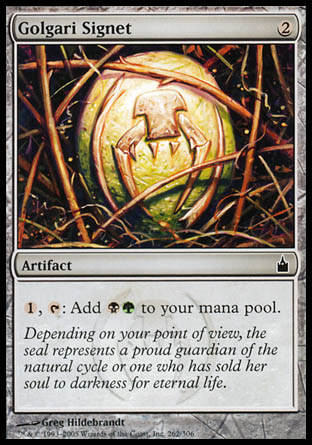 Golgari Signet 2
Artifact
1, : Add to your mana pool.
Depending on your point of view, the
seal represents a proud guardian of the
natural cycle or one who has sold her
soul to darkness for eternal life.
Greg Hildebrandt
™ & © 1993–2005 Wizards of the Coast, Inc. 262/306